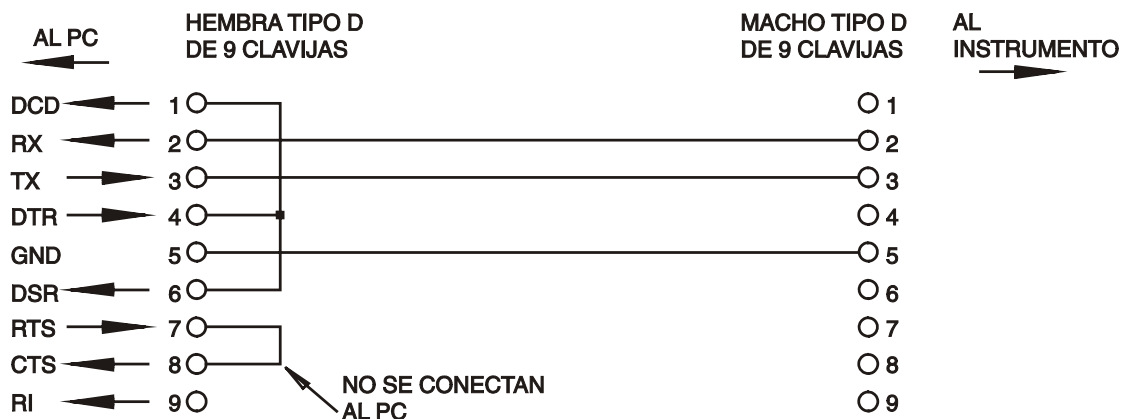 AL PC
HEMBRA TIPO D
DE 9 CLAVIJAS
MACHO TIPO D
DE 9 CLAVIJAS
AL
INSTRUMENTO
DCD 1 1
RX 2 2
TX 3 3
DTR 4 4
GND 5 5
DSR 6 6
RTS 7 7
CTS 8 8
NO SE CONECTAN
AL PC
RI 9 9